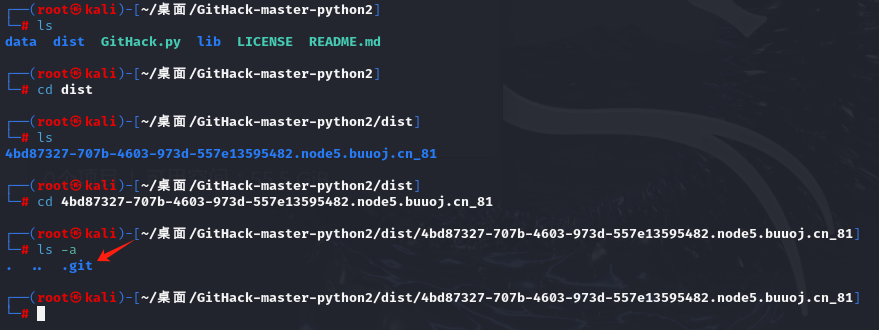 ┌──(root㉿kali)-[~/桌面/GitHack-master-python2]
└─# ls
data dist GitHack.py lib LICENSE README.md
┌──(root㉿kali)-[~/桌面/GitHack-master-python2]
└─# cd dist
┌──(root㉿kali)-[~/桌面/GitHack-master-python2/dist]
└─# ls
4bd87327-707b-4603-973d-557e13595482.node5.buuoj.cn_81
┌──(root㉿kali)-[~/桌面/GitHack-master-python2/dist]
└─# cd 4bd87327-707b-4603-973d-557e13595482.node5.buuoj.cn_81
┌──(root㉿kali)-[~/桌面/GitHack-master-python2/dist/4bd87327-707b-4603-973d-557e13595482.node5.buuoj.cn_81]
└─# ls -a
. .. .git
┌──(root㉿kali)-[~/桌面/GitHack-master-python2/dist/4bd87327-707b-4603-973d-557e13595482.node5.buuoj.cn_81]
└─#